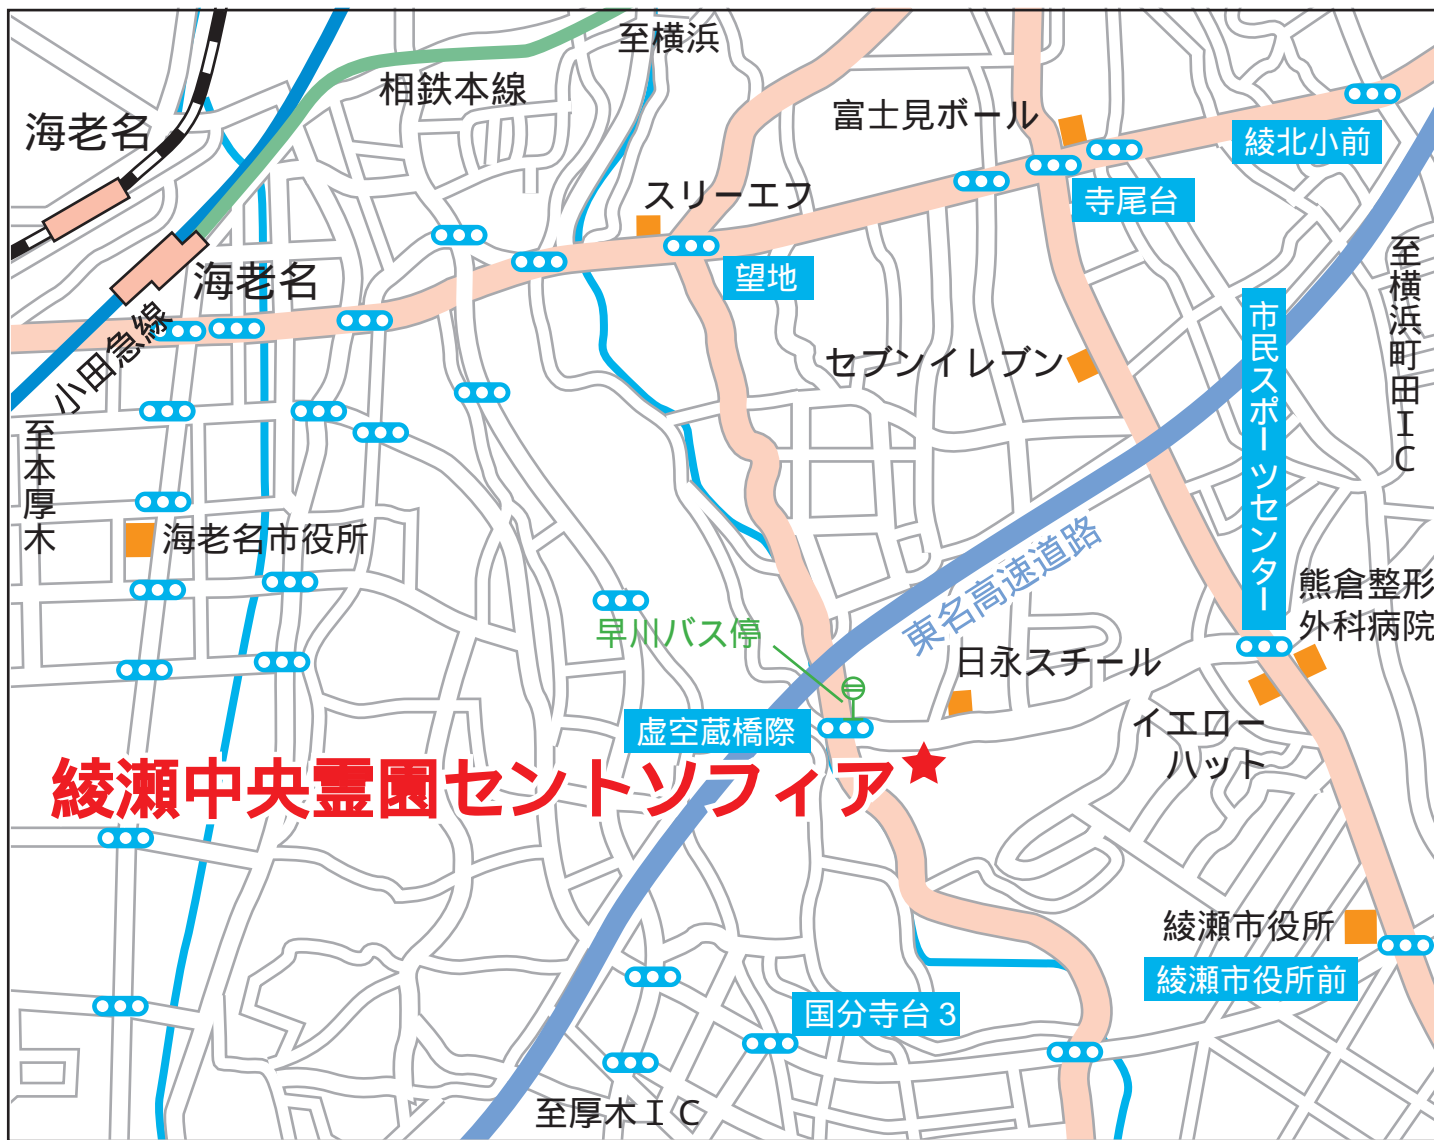 至横浜
相鉄本線
海老名
富士見ボール
綾北小前
スリーエフ
寺尾台
海老名
望地
至横浜町田ＩＣ
小田急線
セブンイレブン
市民スポーツセンター
至本厚木
海老名市役所
東名高速道路
熊倉整形
外科病院
早川バス停
日永スチール
虚空蔵橋際
イエロー
ハット
綾瀬中央霊園セントソフィア
綾瀬市役所
綾瀬市役所前
国分寺台３
至厚木ＩＣ